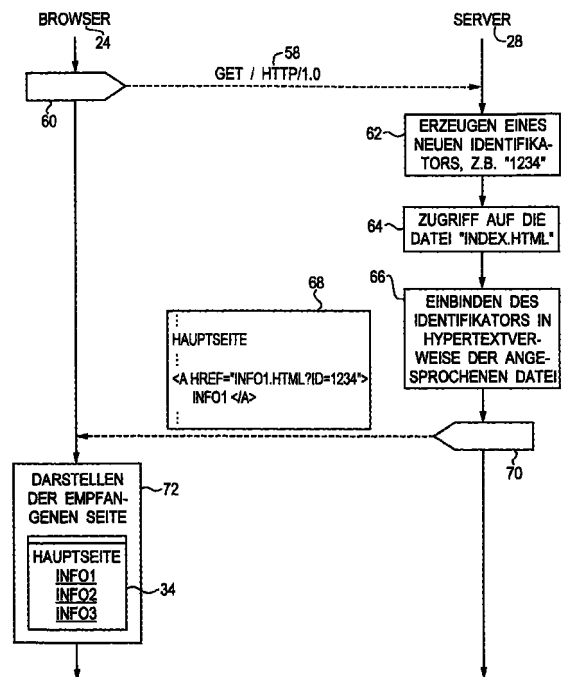 BROWSER
24
SERVER
28
58
GET / HTTP/1.0
60
62
ERZEUGEN EINES
NEUEN IDENTIFIKA-
TORS, Z.B. "1234"
64
ZUGRIFF AUF DIE
DATEI "INDEX.HTML"
66
EINBINDEN DES
IDENTIFIKATORS IN
HYPERTEXTVER-
WEISE DER ANGE-
SPROCHENEN DATEI
68
⋮
HAUPTSEITE
⋮
<A HREF="INFO1.HTML?ID=1234">
INFO1 </A>
⋮
70
DARSTELLEN
DER EMPFAN-
GENEN SEITE
72
HAUPTSEITE
INFO1
INFO2
INFO3
34